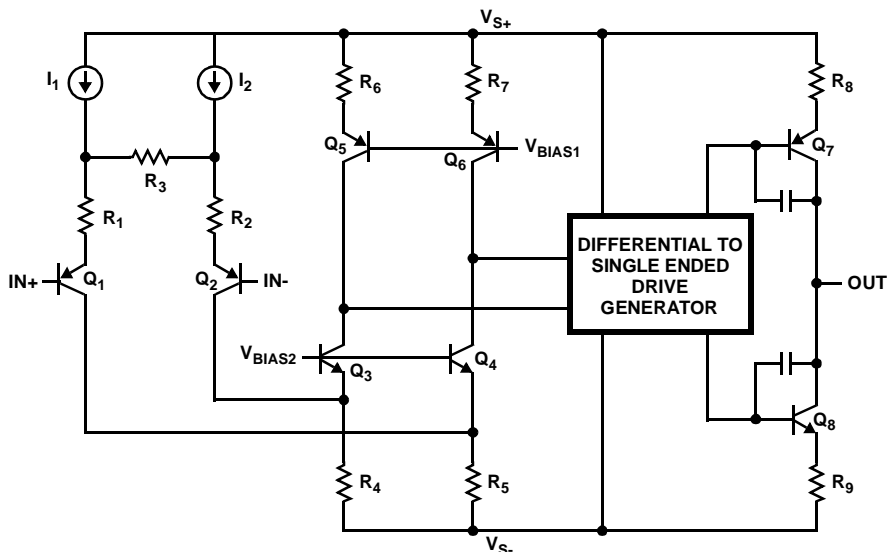 VS+
I1
I2
R6
R7
R8
Q5
Q6
VBIAS1
Q7
R3
R1
R2
DIFFERENTIAL TO
SINGLE ENDED
DRIVE
GENERATOR
IN+
Q1
Q2
IN-
OUT
VBIAS2
Q3
Q4
Q8
R4
R5
R9
VS-